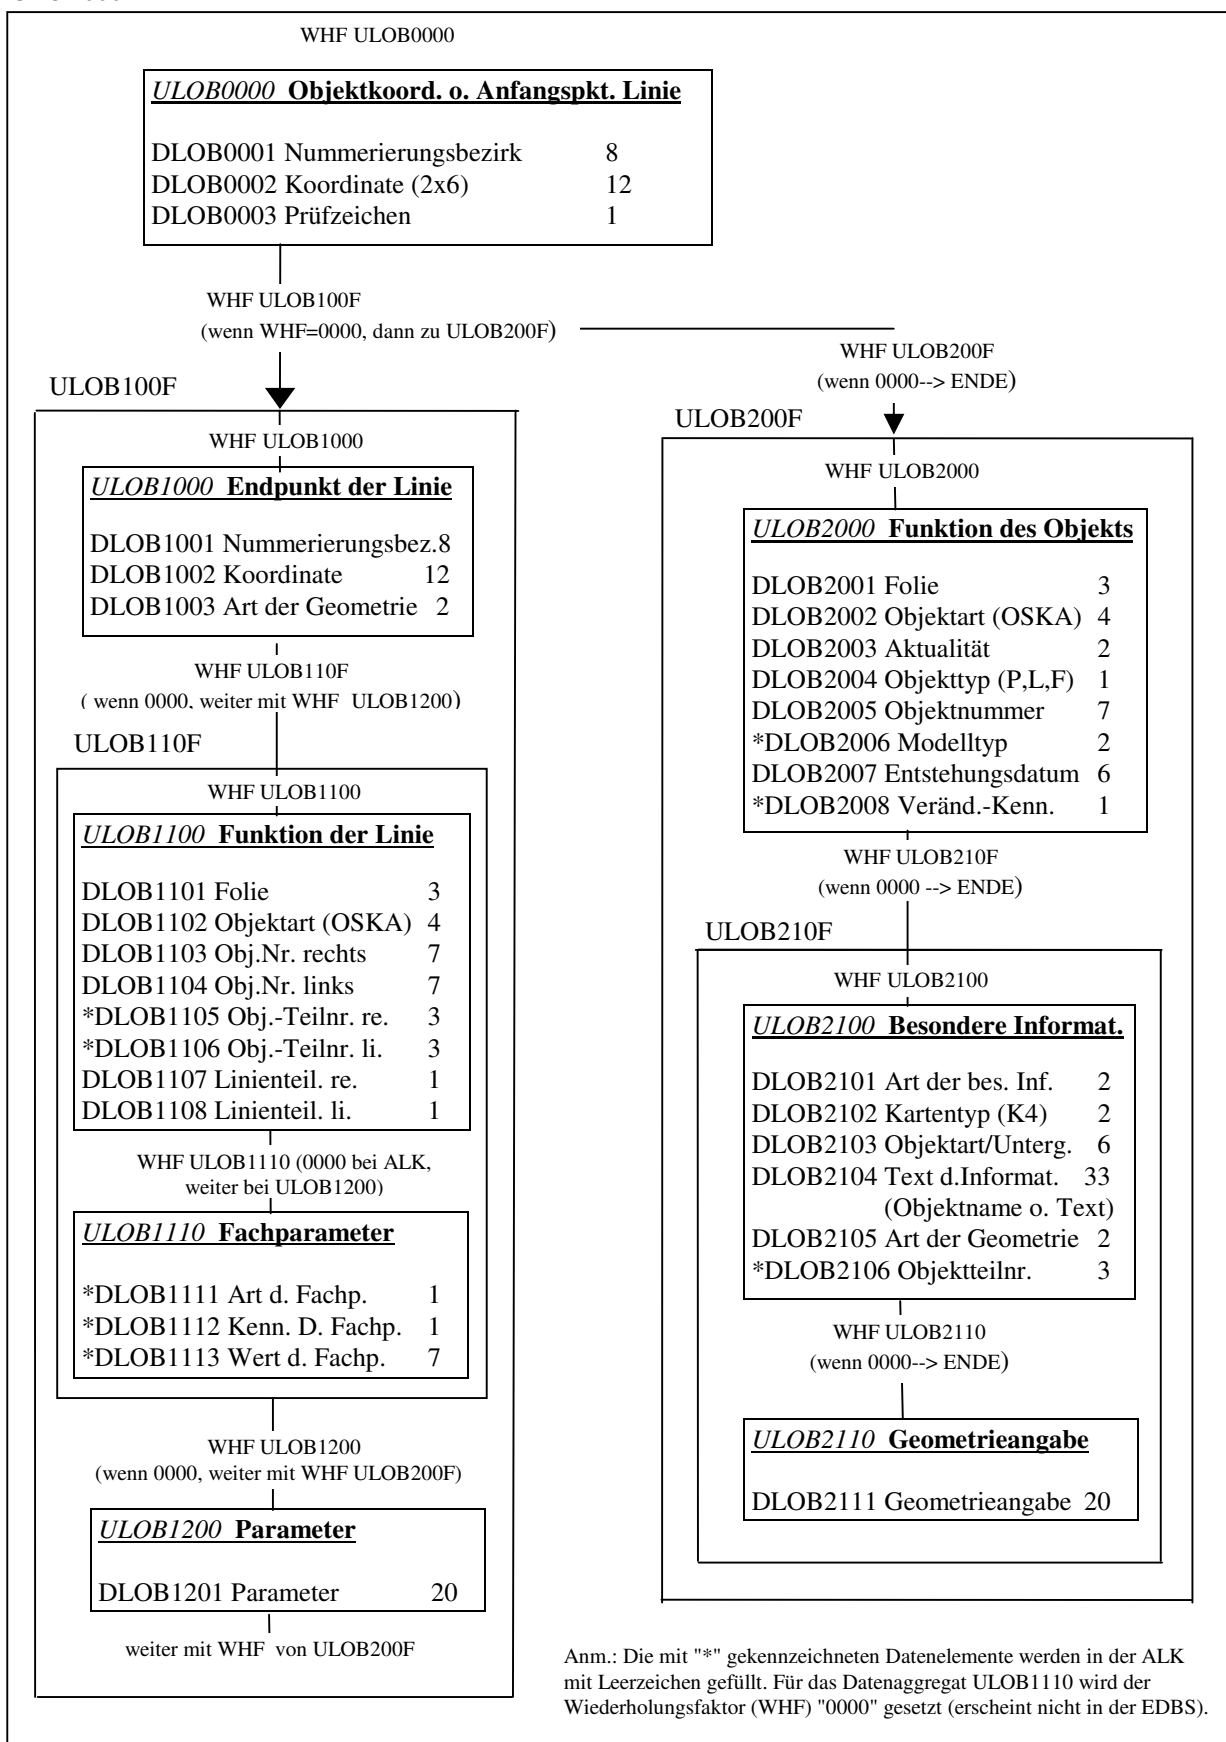 WHF ULOB0000
ULOB0000 Objektkoord. o. Anfangspkt. Linie
DLOB0001 Nummerierungsbezirk 8
DLOB0002 Koordinate (2x6) 12
DLOB0003 Prüfzeichen 1
WHF ULOB100F
(wenn WHF=0000, dann zu ULOB200F)
ULOB100F
WHF ULOB1000
ULOB1000 Endpunkt der Linie
DLOB1001 Nummerierungsbez.8
DLOB1002 Koordinate 12
DLOB1003 Art der Geometrie 2
WHF ULOB110F
( wenn 0000, weiter mit WHF ULOB1200)
ULOB110F
WHF ULOB1100
ULOB1100 Funktion der Linie
DLOB1101 Folie 3
DLOB1102 Objektart (OSKA) 4
DLOB1103 Obj.Nr. rechts 7
DLOB1104 Obj.Nr. links 7
*DLOB1105 Obj.-Teilnr. re. 3
*DLOB1106 Obj.-Teilnr. li. 3
DLOB1107 Linienteil. re. 1
DLOB1108 Linienteil. li. 1
WHF ULOB1110 (0000 bei ALK,
weiter bei ULOB1200)
ULOB1110 Fachparameter
*DLOB1111 Art d. Fachp. 1
*DLOB1112 Kenn. D. Fachp. 1
*DLOB1113 Wert d. Fachp. 7
WHF ULOB1200
(wenn 0000, weiter mit WHF ULOB200F)
ULOB1200 Parameter
DLOB1201 Parameter 20
weiter mit WHF von ULOB200F
WHF ULOB200F
(wenn 0000--> ENDE)
ULOB200F
WHF ULOB2000
ULOB2000 Funktion des Objekts
DLOB2001 Folie 3
DLOB2002 Objektart (OSKA) 4
DLOB2003 Aktualität 2
DLOB2004 Objekttyp (P,L,F) 1
DLOB2005 Objektnummer 7
*DLOB2006 Modelltyp 2
DLOB2007 Entstehungsdatum 6
*DLOB2008 Veränd.-Kenn. 1
WHF ULOB210F
(wenn 0000 --> ENDE)
ULOB210F
WHF ULOB2100
ULOB2100 Besondere Informat.
DLOB2101 Art der bes. Inf. 2
DLOB2102 Kartentyp (K4) 2
DLOB2103 Objektart/Unterg. 6
DLOB2104 Text d.Informat. 33
(Objektname o. Text)
DLOB2105 Art der Geometrie 2
*DLOB2106 Objektteilnr. 3
WHF ULOB2110
(wenn 0000--> ENDE)
ULOB2110 Geometrieangabe
DLOB2111 Geometrieangabe 20
Anm.: Die mit "*" gekennzeichneten Datenelemente werden in der ALK
mit Leerzeichen gefüllt. Für das Datenaggregat ULOB1110 wird der
Wiederholungsfaktor (WHF) "0000" gesetzt (erscheint nicht in der EDBS).